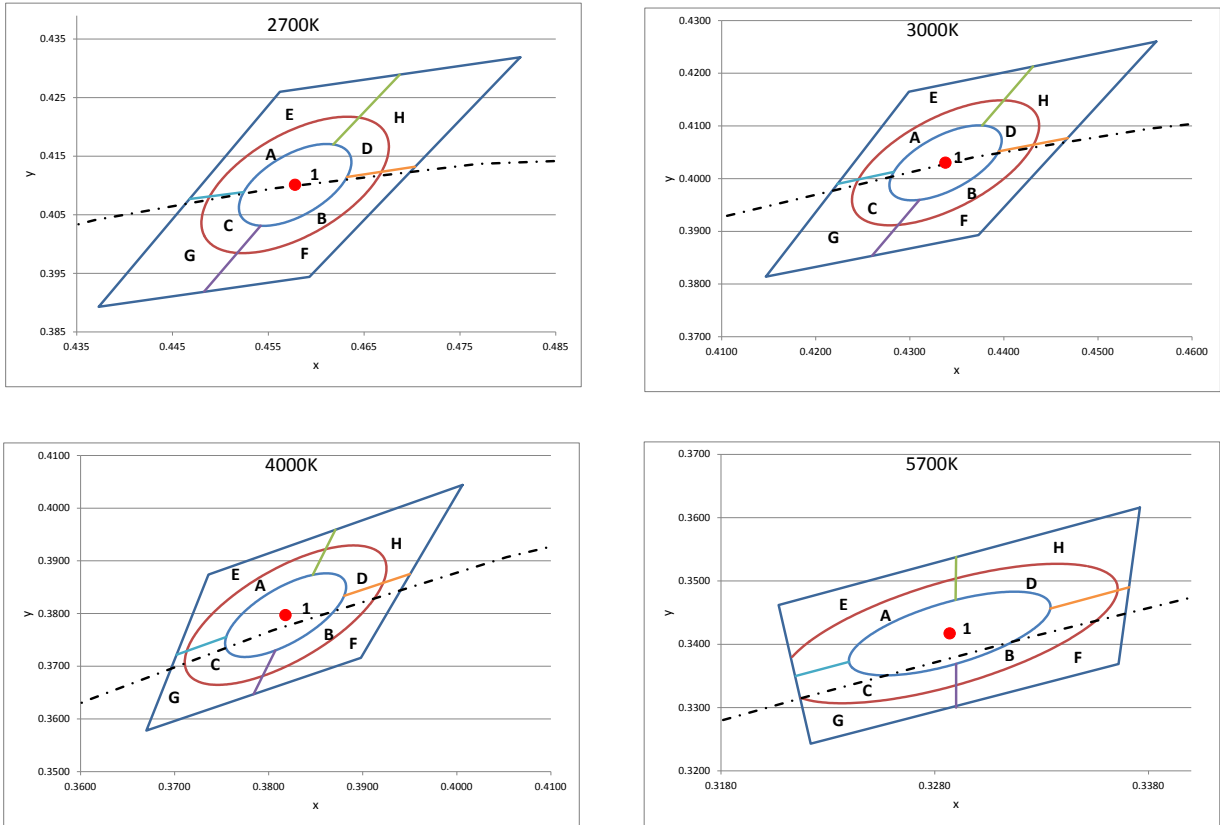 2700K
0.435
0.425
0.415
0.405
0.395
0.385
y
E
H
A
D
1
C
B
G
F
0.435 0.445 0.455 0.465 0.475 0.485
x
3000K
0.4300
0.4200
0.4100
0.4000
0.3900
0.3800
0.3700
y
E
H
A
D
1
B
C
F
G
0.4100 0.4200 0.4300 0.4400 0.4500 0.4600
x
4000K
0.4100
0.4000
0.3900
0.3800
0.3700
0.3600
0.3500
y
H
E
A
D
1
B
F
C
G
0.3600 0.3700 0.3800 0.3900 0.4000 0.4100
x
5700K
0.3700
0.3600
0.3500
0.3400
0.3300
0.3200
y
H
D
E
A
1
B
F
C
G
0.3180 0.3280 0.3380
x